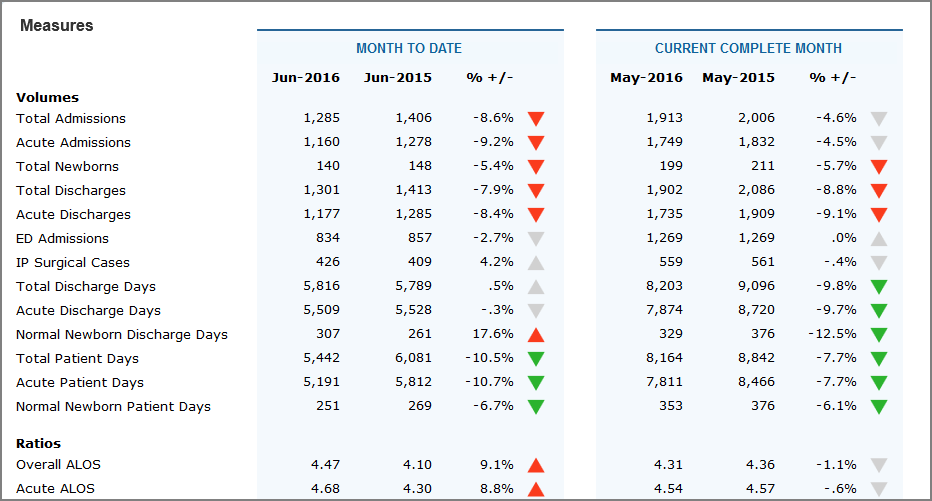 Measures
MONTH TO DATE CURRENT COMPLETE MONTH
Jun-2016 Jun-2015 % +/- May-2016 May-2015 % +/-
Volumes
Total Admissions 1,285 1,406 -8.6% 1,913 2,006 -4.6%
Acute Admissions 1,160 1,278 -9.2% 1,749 1,832 -4.5%
Total Newborns 140 148 -5.4% 199 211 -5.7%
Total Discharges 1,301 1,413 -7.9% 1,902 2,086 -8.8%
Acute Discharges 1,177 1,285 -8.4% 1,735 1,909 -9.1%
ED Admissions 834 857 -2.7% 1,269 1,269 .0%
IP Surgical Cases 426 409 4.2% 559 561 -.4%
Total Discharge Days 5,816 5,789 .5% 8,203 9,096 -9.8%
Acute Discharge Days 5,509 5,528 -.3% 7,874 8,720 -9.7%
Normal Newborn Discharge Days 307 261 17.6% 329 376 -12.5%
Total Patient Days 5,442 6,081 -10.5% 8,164 8,842 -7.7%
Acute Patient Days 5,191 5,812 -10.7% 7,811 8,466 -7.7%
Normal Newborn Patient Days 251 269 -6.7% 353 376 -6.1%
Ratios
Overall ALOS 4.47 4.10 9.1% 4.31 4.36 -1.1%
Acute ALOS 4.68 4.30 8.8% 4.54 4.57 -.6%